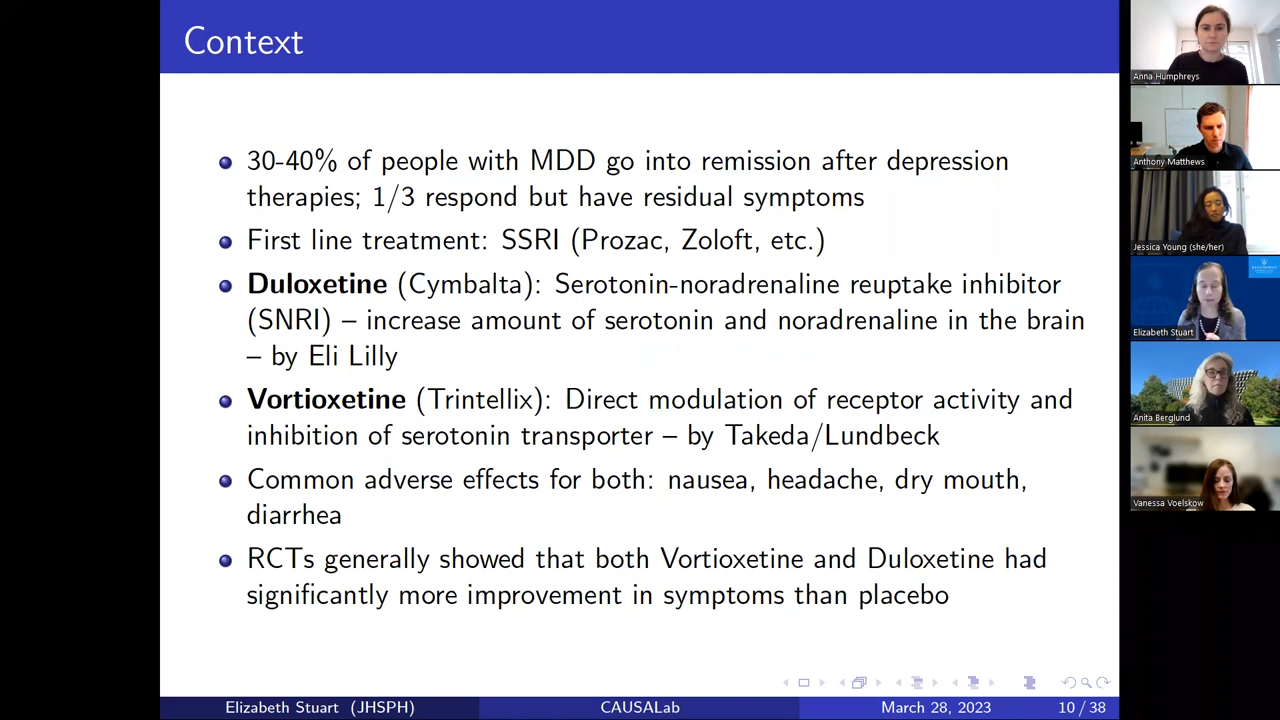 Context
30-40% of people with MDD go into remission after depression
therapies; 1/3 respond but have residual symptoms
First line treatment: SSRI (Prozac, Zoloft, etc.)
Duloxetine (Cymbalta): Serotonin-noradrenaline reuptake inhibitor
(SNRI) – increase amount of serotonin and noradrenaline in the brain
– by Eli Lilly
Vortioxetine (Trintellix): Direct modulation of receptor activity and
inhibition of serotonin transporter – by Takeda/Lundbeck
Common adverse effects for both: nausea, headache, dry mouth,
diarrhea
RCTs generally showed that both Vortioxetine and Duloxetine had
significantly more improvement in symptoms than placebo
Elizabeth Stuart (JHSPH)
CAUSALab
March 28, 2023
10 / 38
Anna Humphreys
Anthony Matthews
Jessica Young (she/her)
Elizabeth Stuart
Anita Berglund
Vanessa Voelskow